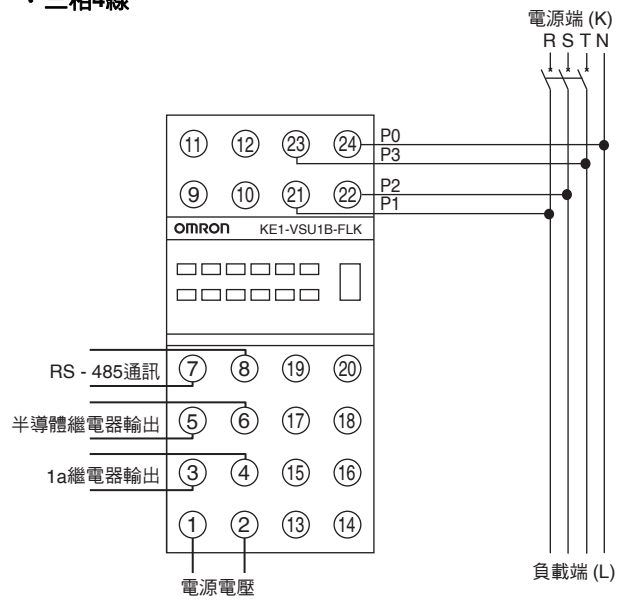 ・三相4線
電源端 (K)
R S T N
⑪ ⑫ ㉓ ㉔ P0
P3
⑨ ⑩ ㉑ ㉒ P2
P1
OMRON KE1-VSU1B-FLK
RS - 485通訊 ⑦ ⑧ ⑲ ⑳
半導體繼電器輸出 ⑤ ⑥ ⑰ ⑱
1a繼電器輸出 ③ ④ ⑮ ⑯
① ② ⑬ ⑭
電源電壓
負載端 (L)